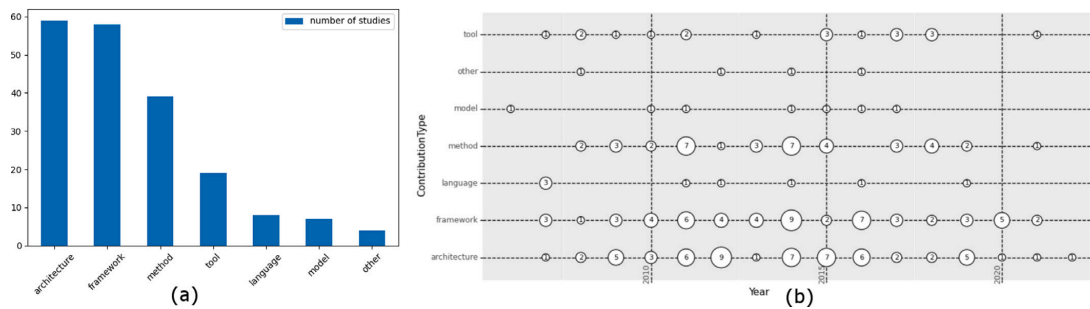 number of studies
60
50
40
30
20
10
0
architecture
framework
method
tool
language
model
other
(a)
ContributionType
tool 1 2 1 1 2 1 3 1 3 3 1
other 1 1 1 1
model 1 1 1 1 1 1 1
method 2 3 2 7 1 3 7 4 3 4 2 1
language 3 1 1 1 1 1
framework 3 1 3 4 6 4 4 9 2 7 3 2 3 5 2
architecture 1 2 5 3 6 9 1 7 7 6 2 2 5 1 1 1
2010
2015
2020
Year
(b)